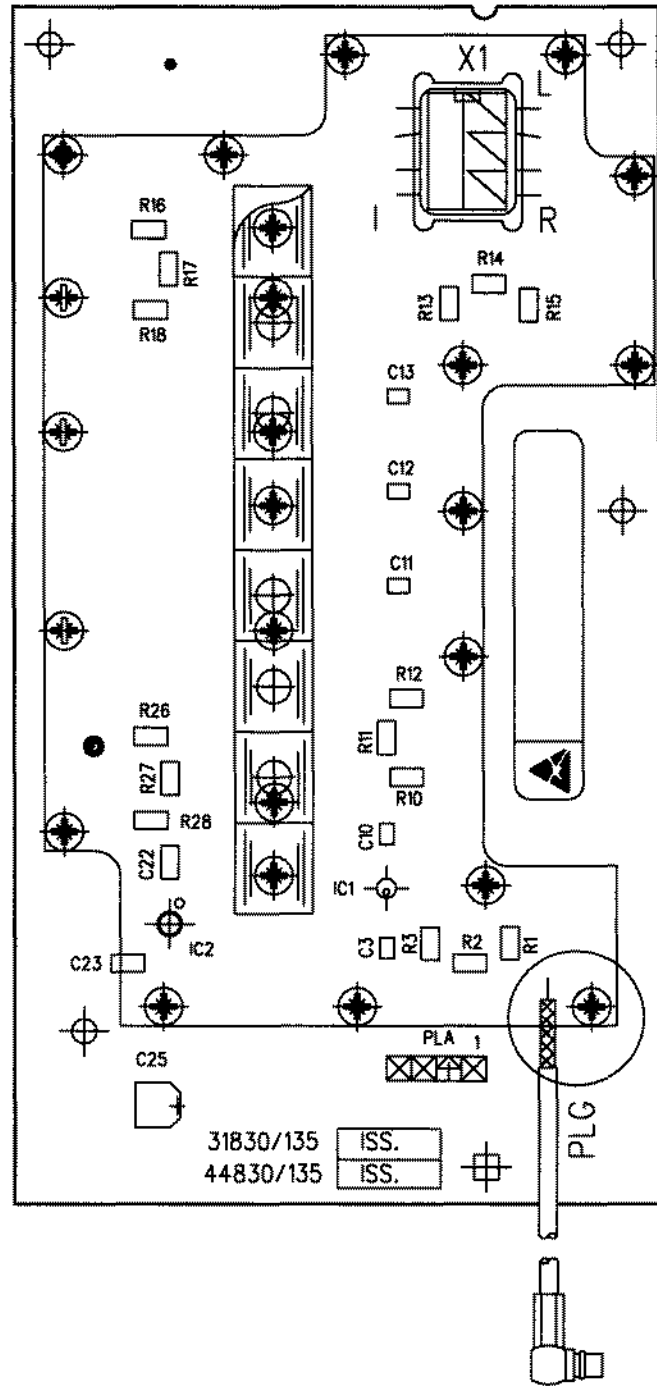 X1
L
I
R
R16
R17
R18
R14
R13
R15
C13
C12
C11
R12
R11
R10
C10
R26
R27
R28
C22
IC1
IC2
C23
C3
R3
R2
R1
PLA 1
C25
PLG
31830/135 ISS.
44830/135 ISS.